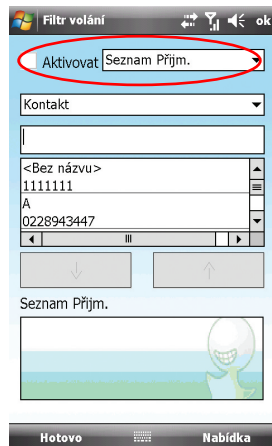 Filtr volání ok
Aktivovat Seznam Přijm.
Kontakt
<Bez názvu>
1111111
A
0228943447
Seznam Přijm.
Hotovo Nabídka